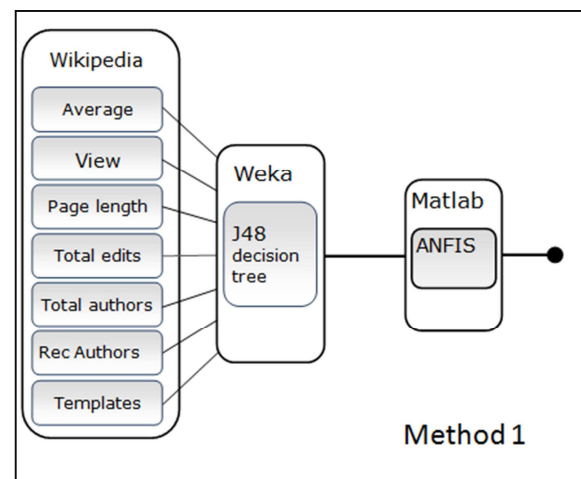 Wikipedia
Average
View
Page length
Total edits
Total authors
Rec Authors
Templates
Weka
J48
decision
tree
Matlab
ANFIS
Method 1